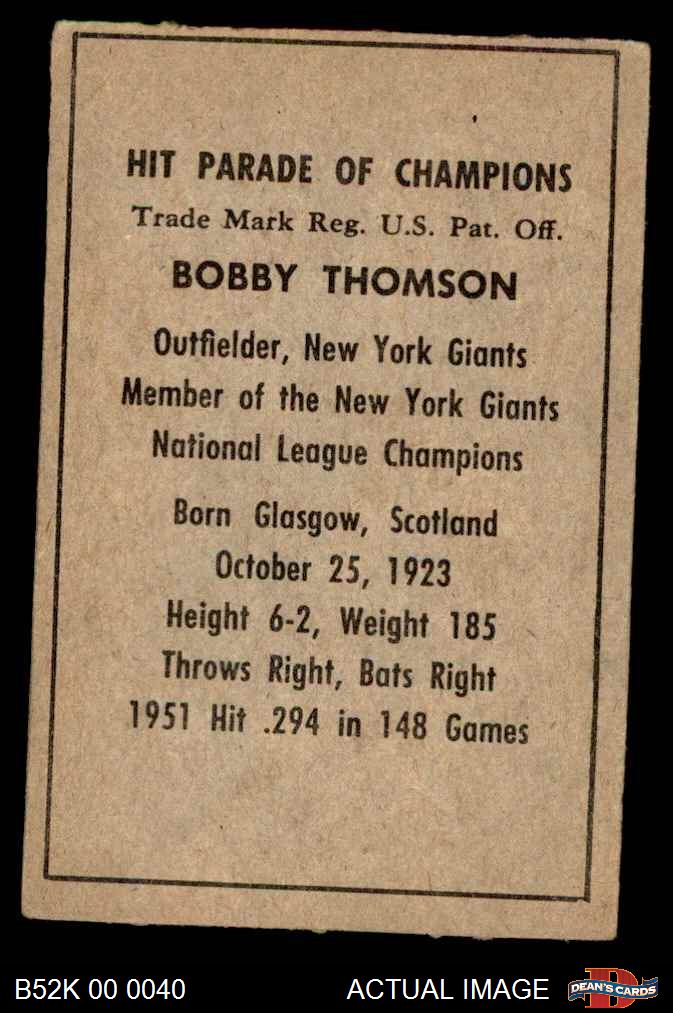 HIT PARADE OF CHAMPIONS
Trade Mark Reg. U.S. Pat. Off.
BOBBY THOMSON
Outfielder, New York Giants
Member of the New York Giants
National League Champions
Born Glasgow, Scotland
October 25, 1923
Height 6-2, Weight 185
Throws Right, Bats Right
1951 Hit .294 in 148 Games
B52K 00 0040
ACTUAL IMAGE
D
DEAN'S CARDS